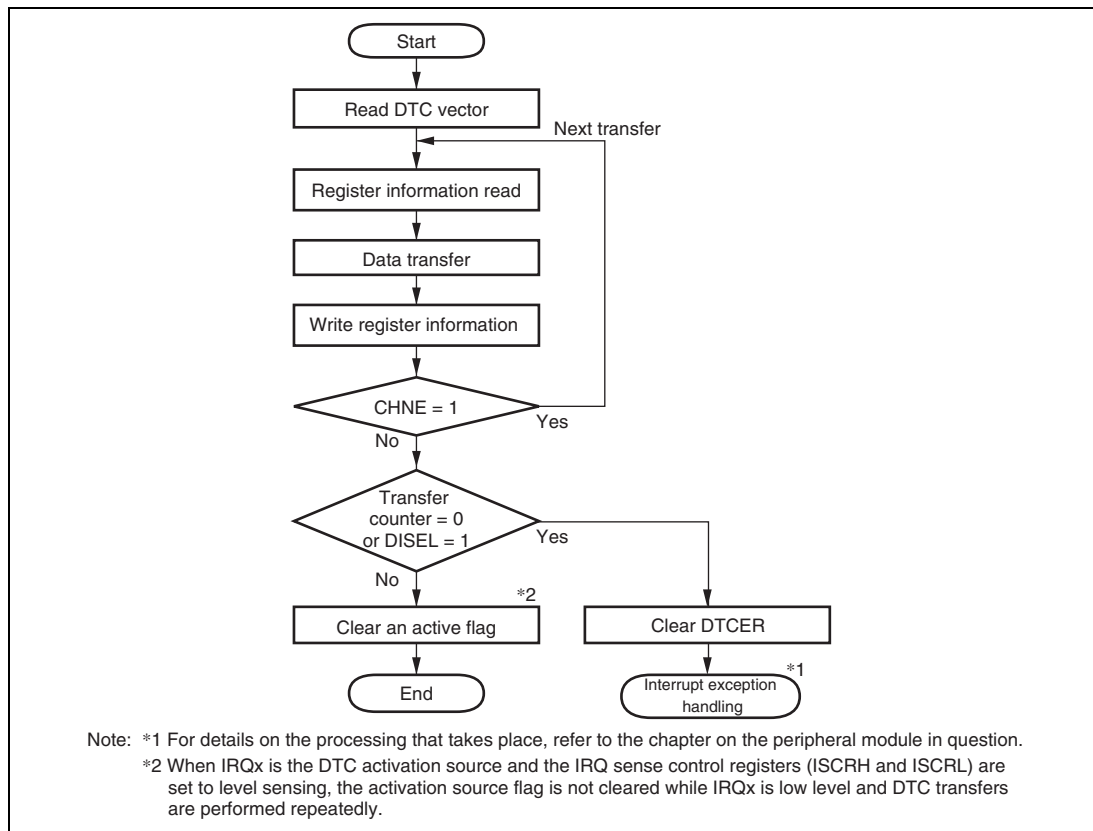 Start
Read DTC vector
Next transfer
Register information read
Data transfer
Write register information
CHNE = 1
Yes
No
Transfer
counter = 0
or DISEL = 1
Yes
No
*2
Clear an active flag
Clear DTCER
*1
End
Interrupt exception
handling
Note: *1 For details on the processing that takes place, refer to the chapter on the peripheral module in question.
*2 When IRQx is the DTC activation source and the IRQ sense control registers (ISCRH and ISCRL) are
set to level sensing, the activation source flag is not cleared while IRQx is low level and DTC transfers
are performed repeatedly.